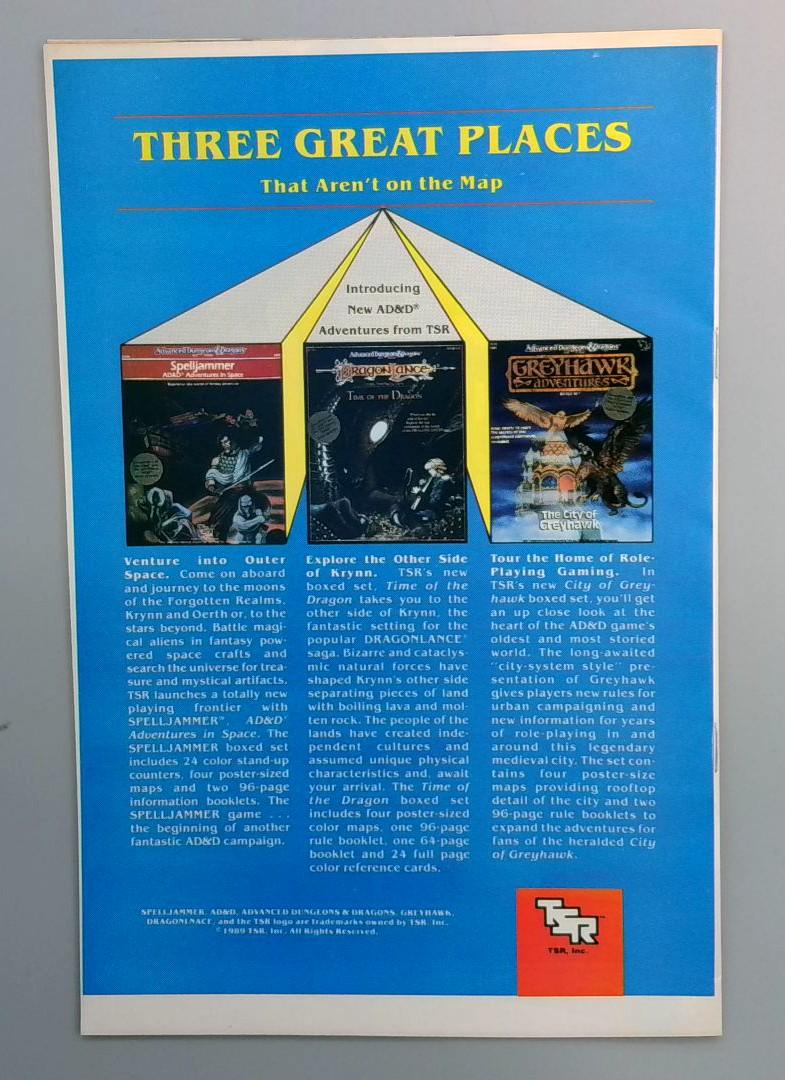 THREE GREAT PLACES
That Aren't on the Map
Introducing
New AD&D®
Adventures from TSR
Advanced Dungeons & Dragons
Spelljammer
AD&D® Adventures in Space
Advanced Dungeons & Dragons
DRAGONLANCE
TIME OF THE DRAGON
Advanced Dungeons & Dragons
GREYHAWK
ADVENTURES
The City of
Greyhawk
Venture into Outer
Space. Come on aboard
and journey to the moons
of the Forgotten Realms,
Krynn and Oerth or, to the
stars beyond. Battle magi-
cal aliens in fantasy pow-
ered space crafts and
search the universe for trea-
sure and mystical artifacts.
TSR launches a totally new
playing frontier with
SPELLJAMMER™, AD&D®
Adventures in Space. The
SPELLJAMMER boxed set
includes 24 color stand-up
counters, four poster-sized
maps and two 96-page
information booklets. The
SPELLJAMMER game . . .
the beginning of another
fantastic AD&D campaign.
Explore the Other Side
of Krynn. TSR's new
boxed set, Time of the
Dragon takes you to the
other side of Krynn, the
fantastic setting for the
popular DRAGONLANCE®
saga. Bizarre and cataclys-
mic natural forces have
shaped Krynn's other side
separating pieces of land
with boiling lava and mol-
ten rock. The people of the
lands have created inde-
pendent cultures and
assumed unique physical
characteristics and, await
your arrival. The Time of
the Dragon boxed set
includes four poster-sized
color maps, one 96-page
rule booklet, one 64-page
booklet and 24 full page
color reference cards.
Tour the Home of Role-
Playing Gaming. In
TSR's new City of Grey-
hawk boxed set, you'll get
an up close look at the
heart of the AD&D game's
oldest and most storied
world. The long-awaited
"city-system style" pre-
sentation of Greyhawk
gives players new rules for
urban campaigning and
new information for years
of role-playing in and
around this legendary
medieval city. The set con-
tains four poster-size
maps providing rooftop
detail of the city and two
96-page rule booklets to
expand the adventures for
fans of the heralded City
of Greyhawk.
SPELLJAMMER, AD&D, ADVANCED DUNGEONS & DRAGONS, GREYHAWK,
DRAGONLNACE, and the TSR logo are trademarks owned by TSR, Inc.
© 1989 TSR, Inc. All Rights Reserved.
TSR™
TSR, Inc.